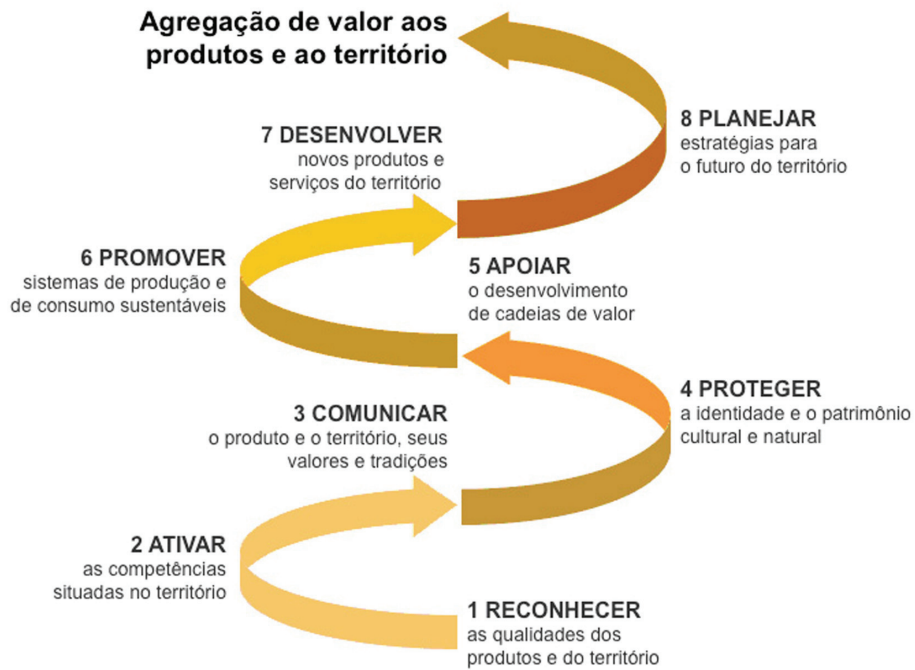 Agregação de valor aos
produtos e ao território
8 PLANEJAR
estratégias para
o futuro do território
7 DESENVOLVER
novos produtos e
serviços do território
6 PROMOVER
sistemas de produção e
de consumo sustentáveis
5 APOIAR
o desenvolvimento
de cadeias de valor
4 PROTEGER
a identidade e o patrimônio
cultural e natural
3 COMUNICAR
o produto e o território, seus
valores e tradições
2 ATIVAR
as competências
situadas no território
1 RECONHECER
as qualidades dos
produtos e do território